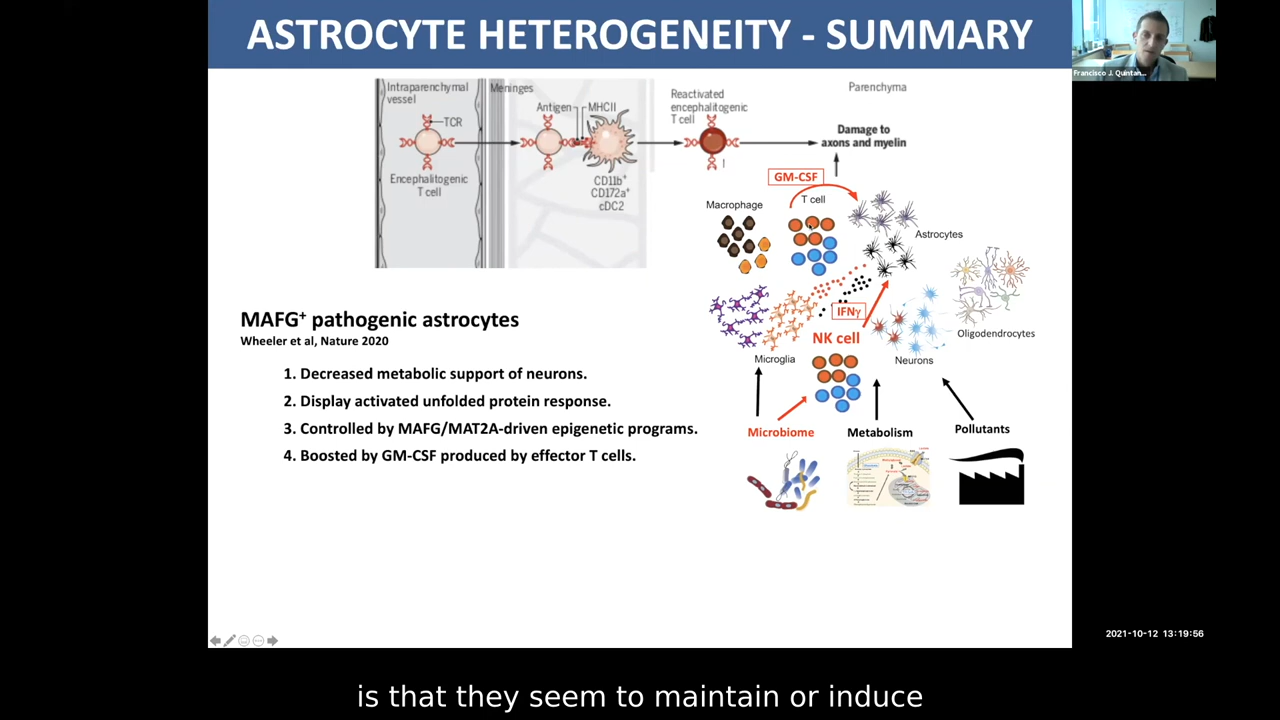 ASTROCYTE HETEROGENEITY - SUMMARY
Francisco J. Quintan...
Intraparenchymal
vessel
Meninges
TCR
Antigen
MHCII
Reactivated
encephalitogenic
T cell
Parenchyma
Damage to
axons and myelin
Encephalitogenic
T cell
CD11b⁺
CD172a⁺
cDC2
GM-CSF
Macrophage
T cell
Astrocytes
MAFG⁺ pathogenic astrocytes
Wheeler et al, Nature 2020
1. Decreased metabolic support of neurons.
2. Display activated unfolded protein response.
3. Controlled by MAFG/MAT2A-driven epigenetic programs.
4. Boosted by GM-CSF produced by effector T cells.
IFNγ
NK cell
Oligodendrocytes
Microglia
Neurons
Microbiome
Metabolism
Pollutants
2021-10-12 13:19:56
is that they seem to maintain or induce